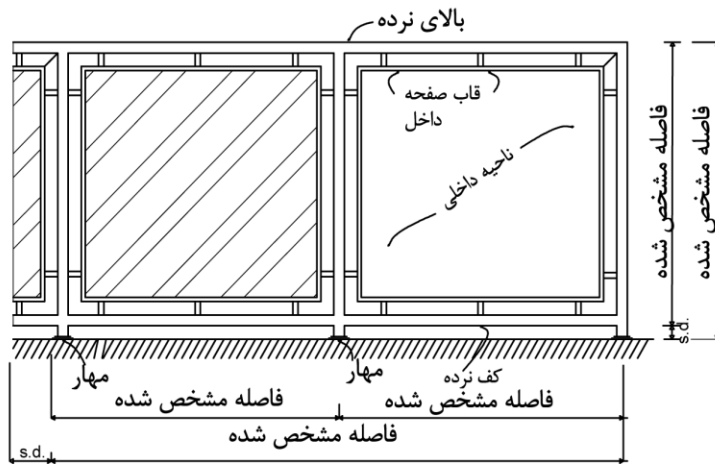 بالای نرده
قاب صفحه
داخل
ناحیه داخلی
فاصله مشخص شده
فاصله مشخص شده
s.d.
مهار
مهار
کف نرده
فاصله مشخص شده
فاصله مشخص شده
فاصله مشخص شده
s.d.